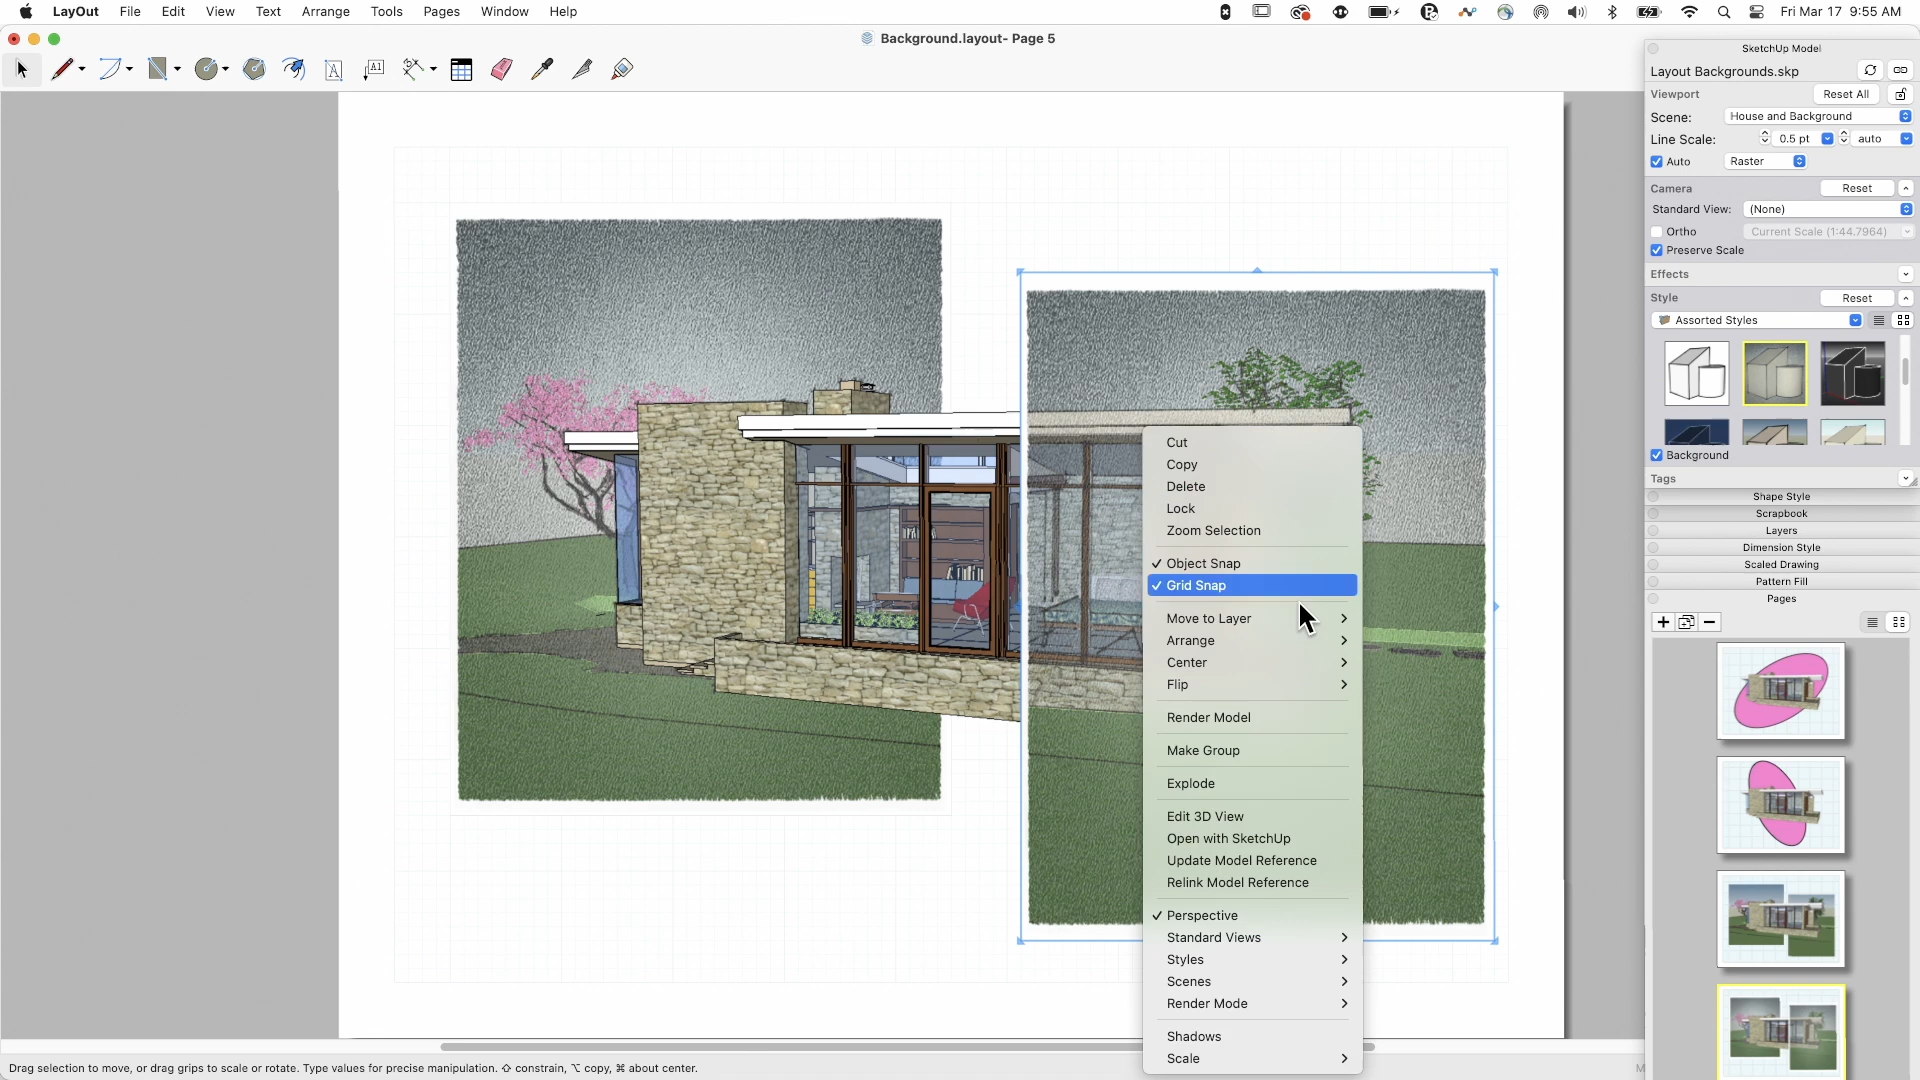 LayOut File Edit View Text Arrange Tools Pages Window Help
Fri Mar 17 9:55 AM
Background.layout- Page 5
A
A1
SketchUp Model
Layout Backgrounds.skp
Viewport Reset All
Scene: House and Background
Line Scale: 0.5 pt auto
Auto Raster
Camera Reset
Standard View: (None)
Ortho Current Scale (1:44.7964)
Preserve Scale
Effects
Style Reset
Assorted Styles
Background
Tags
Shape Style
Scrapbook
Layers
Dimension Style
Scaled Drawing
Pattern Fill
Pages
Cut
Copy
Delete
Lock
Zoom Selection
Object Snap
Grid Snap
Move to Layer
Arrange
Center
Flip
Render Model
Make Group
Explode
Edit 3D View
Open with SketchUp
Update Model Reference
Relink Model Reference
Perspective
Standard Views
Styles
Scenes
Render Mode
Shadows
Scale
Drag selection to move, or drag grips to scale or rotate. Type values for precise manipulation. ⇧ constrain, ⌥ copy, ⌘ about center.